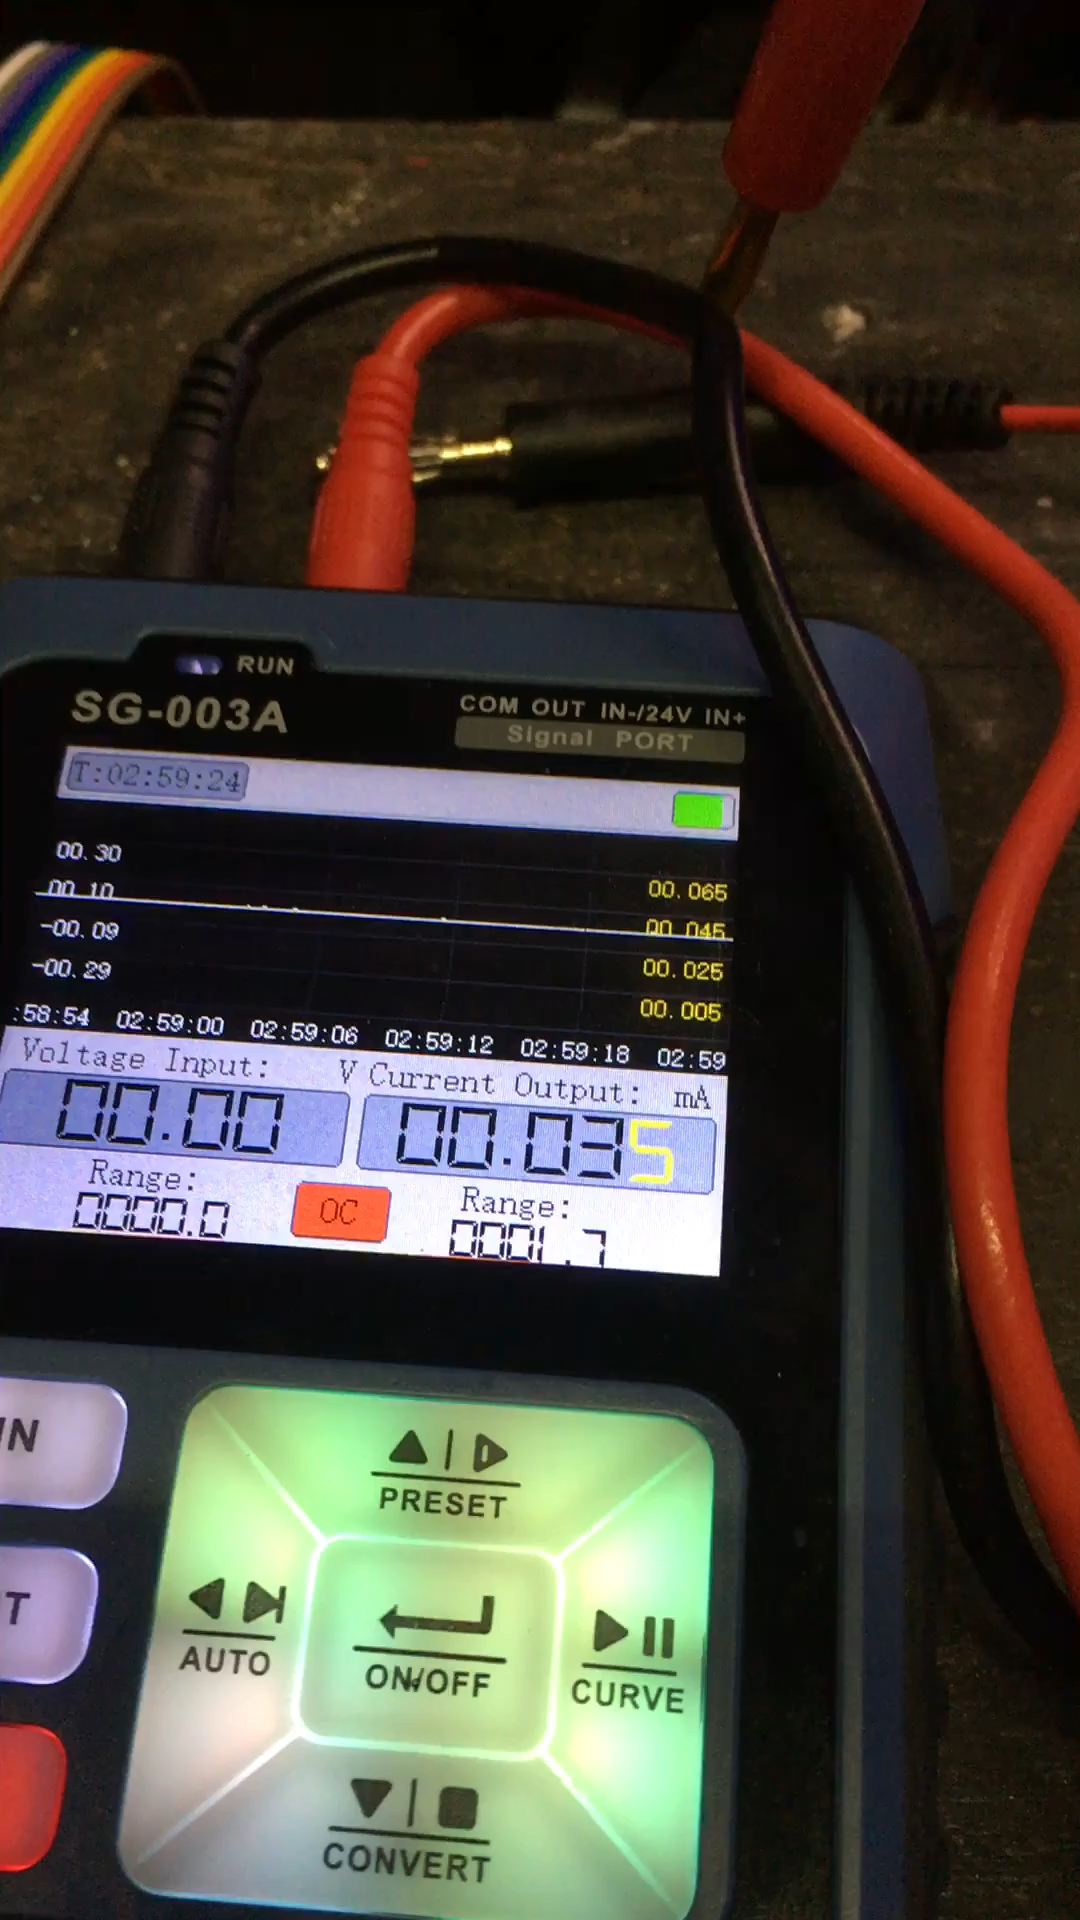 RUN
SG-003A
COM OUT IN-/24V IN+
Signal PORT
T:02:59:24
00.30
00.10
-00.09
-00.29
00.065
00.045
00.025
00.005
:58:54 02:59:00 02:59:06 02:59:12 02:59:18 02:59
Voltage Input: V
Current Output: mA
00.00
00.035
Range:
0000.0
OC
Range:
0001.7
IN
T
PRESET
AUTO
ON/OFF
CURVE
CONVERT